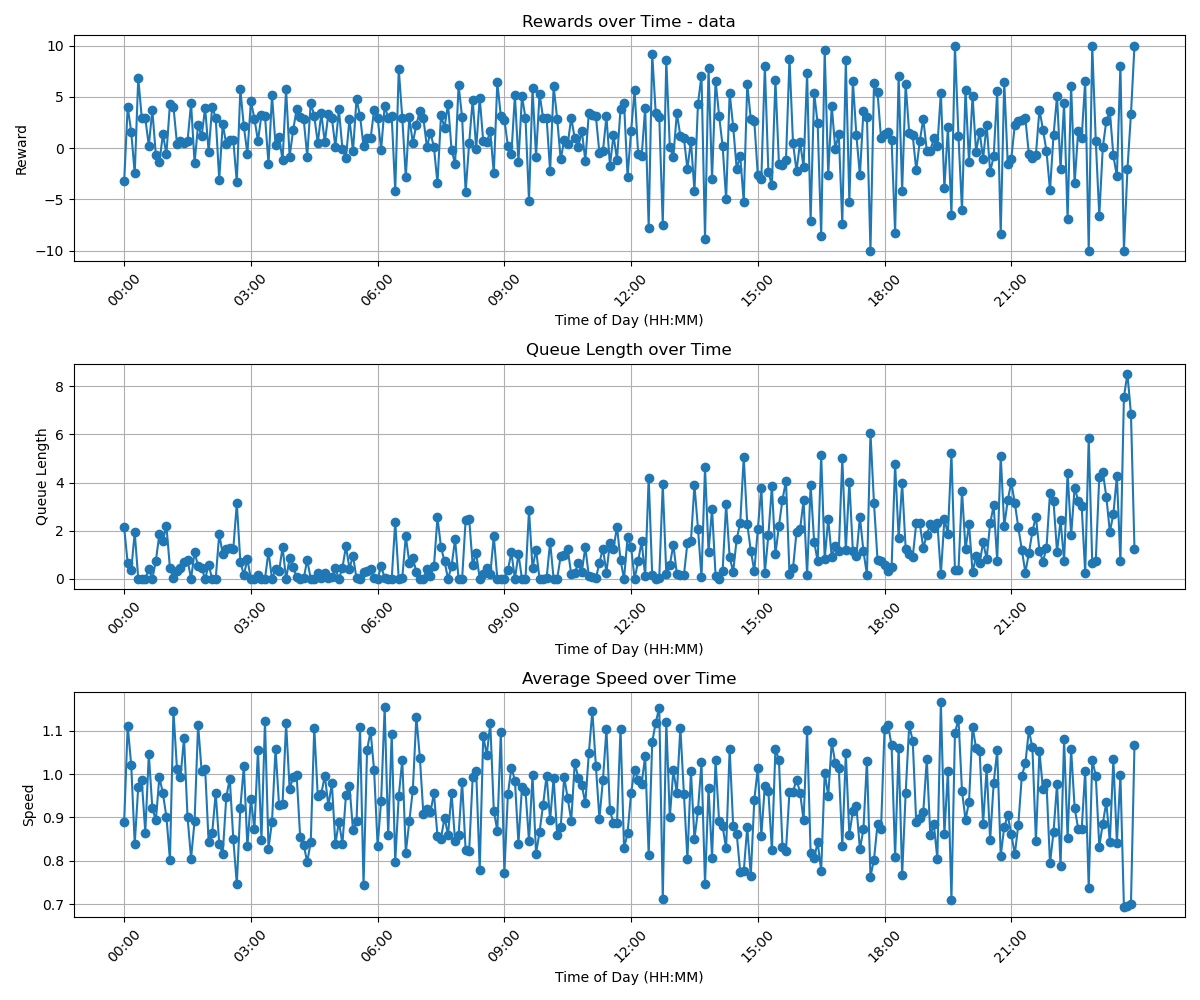 Rewards over Time - data
10
5
0
−5
−10
Reward
00:00 03:00 06:00 09:00 12:00 15:00 18:00 21:00
Time of Day (HH:MM)
Queue Length over Time
8
6
4
2
0
Queue Length
00:00 03:00 06:00 09:00 12:00 15:00 18:00 21:00
Time of Day (HH:MM)
Average Speed over Time
1.1
1.0
0.9
0.8
0.7
Speed
00:00 03:00 06:00 09:00 12:00 15:00 18:00 21:00
Time of Day (HH:MM)